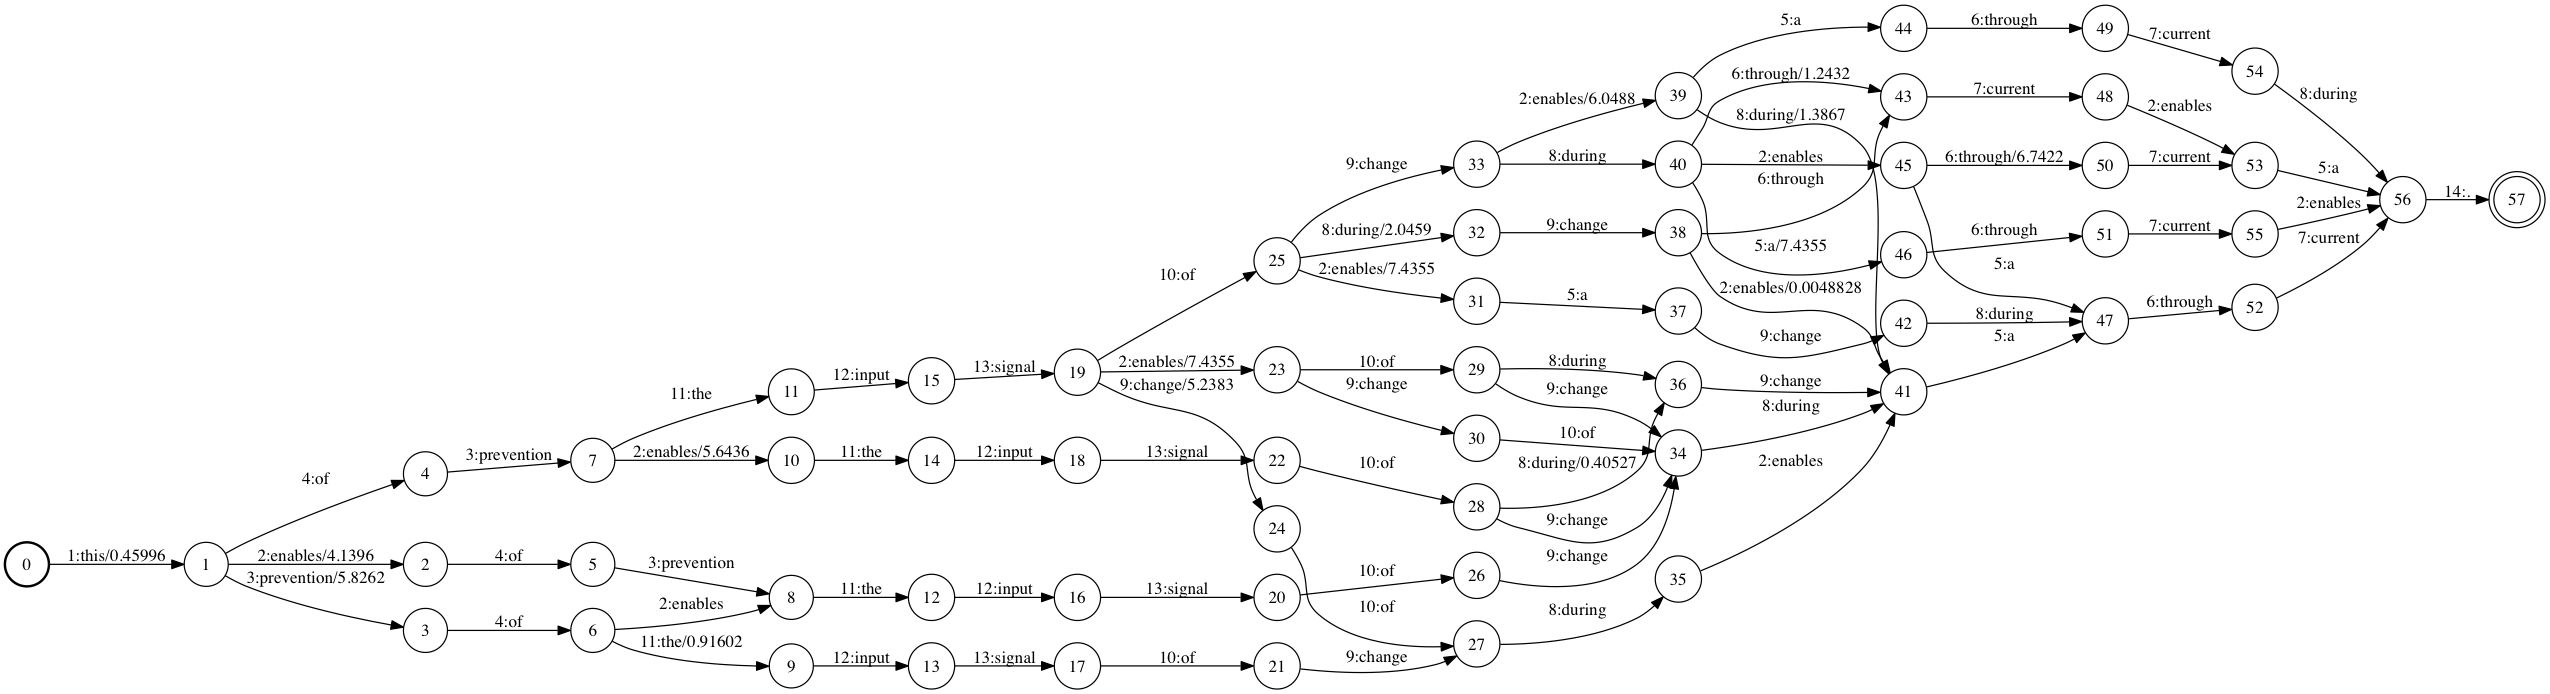 5:a
44
6:through
49
7:current
54
8:during
6:through/1.2432
43
7:current
48
2:enables
2:enables/6.0488
39
8:during/1.3867
9:change
33
8:during
40
2:enables
45
6:through/6.7422
50
7:current
53
5:a
6:through
56
14:.
57
8:during/2.0459
32
9:change
38
5:a/7.4355
46
6:through
51
7:current
55
2:enables
7:current
5:a
10:of
25
2:enables/7.4355
31
5:a
37
2:enables/0.0048828
9:change
42
8:during
47
6:through
52
5:a
11:the
11
12:input
15
13:signal
19
2:enables/7.4355
23
10:of
29
8:during
36
9:change
41
9:change/5.2383
9:change
9:change
8:during
30
10:of
34
4:of
4
3:prevention
7
2:enables/5.6436
10
11:the
14
12:input
18
13:signal
22
10:of
28
8:during/0.40527
2:enables
9:change
24
9:change
0
1:this/0.45996
1
2:enables/4.1396
2
4:of
5
3:prevention
3:prevention/5.8262
8
11:the
12
12:input
16
13:signal
20
10:of
26
35
3
4:of
6
2:enables
11:the/0.91602
9
12:input
13
13:signal
17
10:of
21
9:change
10:of
27
8:during